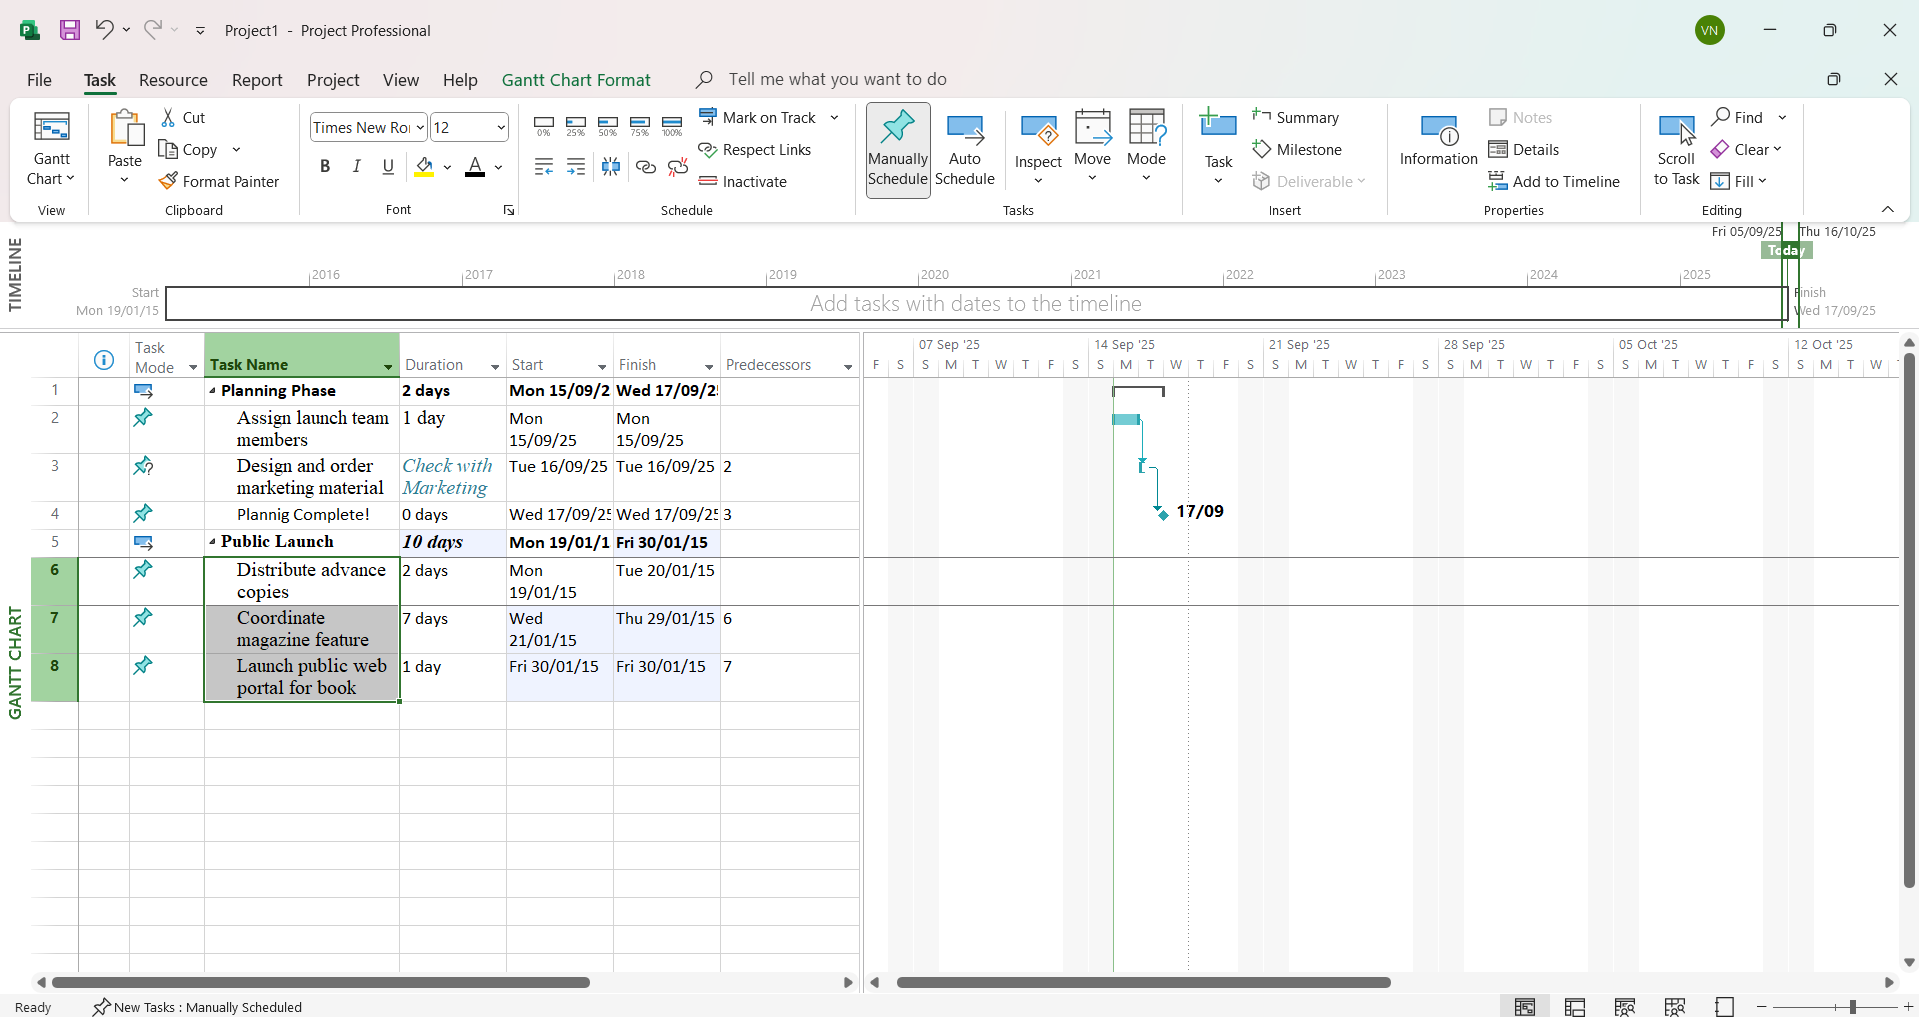 Project1 - Project Professional
VN
File Task Resource Report Project View Help Gantt Chart Format Tell me what you want to do
Gantt Chart
View
Paste
Cut
Copy
Format Painter
Clipboard
Times New Ro 12
B I U A
Font
0% 25% 50% 75% 100%
Mark on Track
Respect Links
Inactivate
Schedule
Manually Schedule
Auto Schedule
Inspect
Move
Mode
Tasks
Task
Summary
Milestone
Deliverable
Insert
Information
Notes
Details
Add to Timeline
Properties
Scroll to Task
Find
Clear
Fill
Editing
TIMELINE
Fri 05/09/25 Thu 16/10/25
Today
2016 2017 2018 2019 2020 2021 2022 2023 2024 2025
Start
Mon 19/01/15
Add tasks with dates to the timeline
Finish
Wed 17/09/25
GANTT CHART
Task Mode Task Name Duration Start Finish Predecessors
1 Planning Phase 2 days Mon 15/09/2 Wed 17/09/2
2 Assign launch team members 1 day Mon 15/09/25 Mon 15/09/25
3 Design and order marketing material Check with Marketing Tue 16/09/25 Tue 16/09/25 2
4 Plannig Complete! 0 days Wed 17/09/25 Wed 17/09/25 3
5 Public Launch 10 days Mon 19/01/1 Fri 30/01/15
6 Distribute advance copies 2 days Mon 19/01/15 Tue 20/01/15
7 Coordinate magazine feature 7 days Wed 21/01/15 Thu 29/01/15 6
8 Launch public web portal for book 1 day Fri 30/01/15 Fri 30/01/15 7
07 Sep '25 14 Sep '25 21 Sep '25 28 Sep '25 05 Oct '25 12 Oct '25
F S S M T W T F S S M T W T F S S M T W T F S S M T W T F S S M T W T F S S M T W
17/09
Ready New Tasks : Manually Scheduled